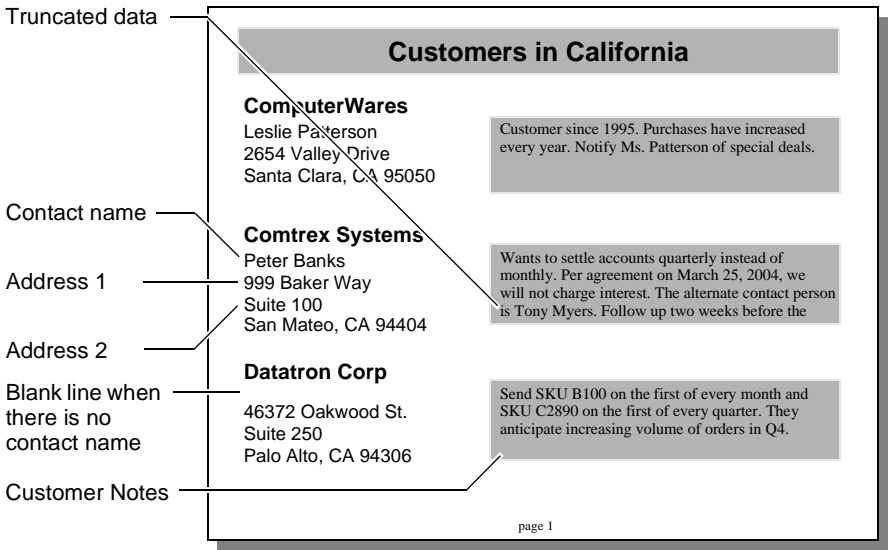 Truncated data
Customers in California
ComputerWares
Leslie Patterson
2654 Valley Drive
Santa Clara, CA 95050
Customer since 1995. Purchases have increased
every year. Notify Ms. Patterson of special deals.
Contact name
Address 1
Address 2
Comtrex Systems
Peter Banks
999 Baker Way
Suite 100
San Mateo, CA 94404
Wants to settle accounts quarterly instead of
monthly. Per agreement on March 25, 2004, we
will not charge interest. The alternate contact person
is Tony Myers. Follow up two weeks before the
Blank line when
there is no
contact name
Datatron Corp
46372 Oakwood St.
Suite 250
Palo Alto, CA 94306
Send SKU B100 on the first of every month and
SKU C2890 on the first of every quarter. They
anticipate increasing volume of orders in Q4.
Customer Notes
page 1